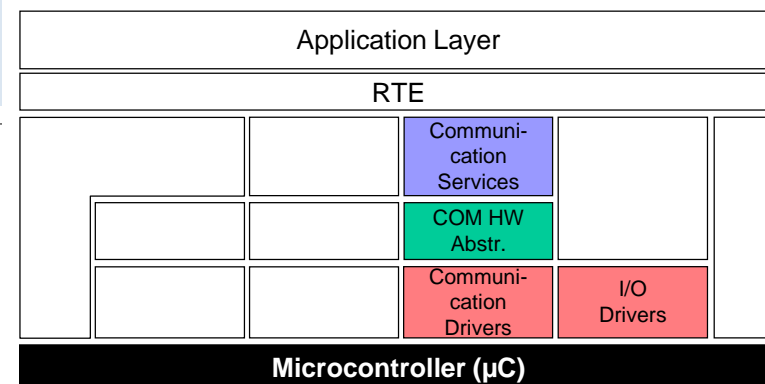 Application Layer
RTE
Communi-
cation
Services
COM HW
Abstr.
Communi-
cation
Drivers
I/O
Drivers
Microcontroller (µC)